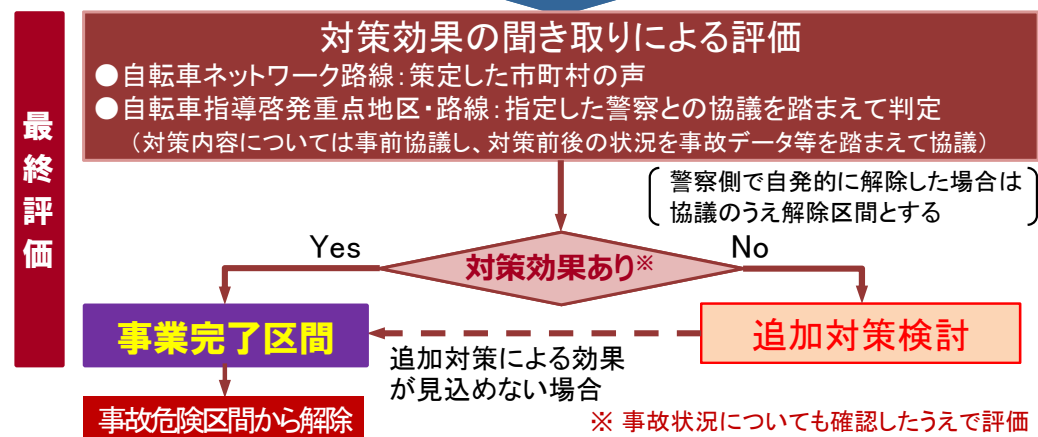 最終評価
対策効果の聞き取りによる評価
●自転車ネットワーク路線：策定した市町村の声
●自転車指導啓発重点地区・路線：指定した警察との協議を踏まえて判定
（対策内容については事前協議し、対策前後の状況を事故データ等を踏まえて協議）
警察側で自発的に解除した場合は
協議のうえ解除区間とする
Yes
対策効果あり※
No
事業完了区間
追加対策検討
追加対策による効果
が見込めない場合
事故危険区間から解除
※ 事故状況についても確認したうえで評価